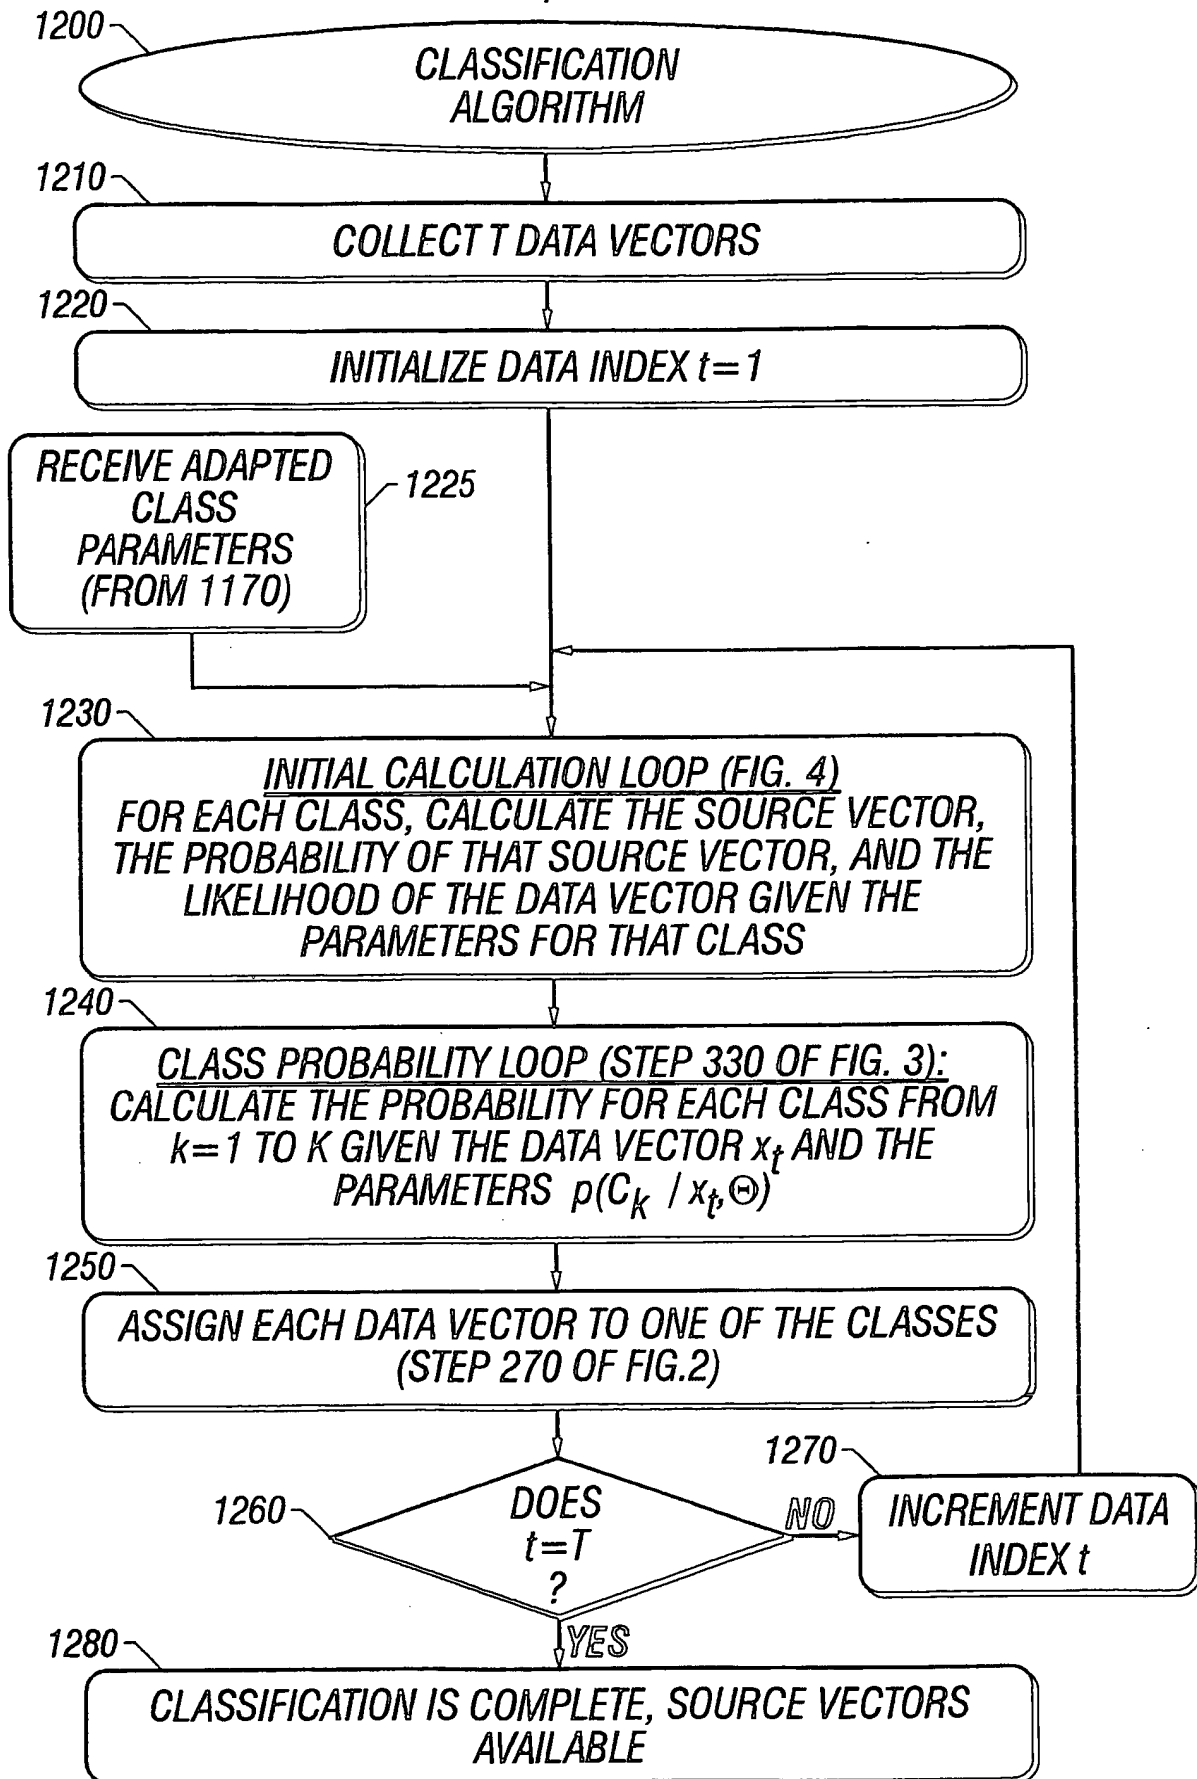 1200
CLASSIFICATION
ALGORITHM
1210
COLLECT T DATA VECTORS
1220
INITIALIZE DATA INDEX t=1
RECEIVE ADAPTED
CLASS
PARAMETERS
(FROM 1170)
1225
1230
INITIAL CALCULATION LOOP (FIG. 4)
FOR EACH CLASS, CALCULATE THE SOURCE VECTOR,
THE PROBABILITY OF THAT SOURCE VECTOR, AND THE
LIKELIHOOD OF THE DATA VECTOR GIVEN THE
PARAMETERS FOR THAT CLASS
1240
CLASS PROBABILITY LOOP (STEP 330 OF FIG. 3):
CALCULATE THE PROBABILITY FOR EACH CLASS FROM
k=1 TO K GIVEN THE DATA VECTOR x_t AND THE
PARAMETERS p(C_k / x_t,Θ)
1250
ASSIGN EACH DATA VECTOR TO ONE OF THE CLASSES
(STEP 270 OF FIG.2)
1260
DOES
t=T
?
NO
1270
INCREMENT DATA
INDEX t
YES
1280
CLASSIFICATION IS COMPLETE, SOURCE VECTORS
AVAILABLE